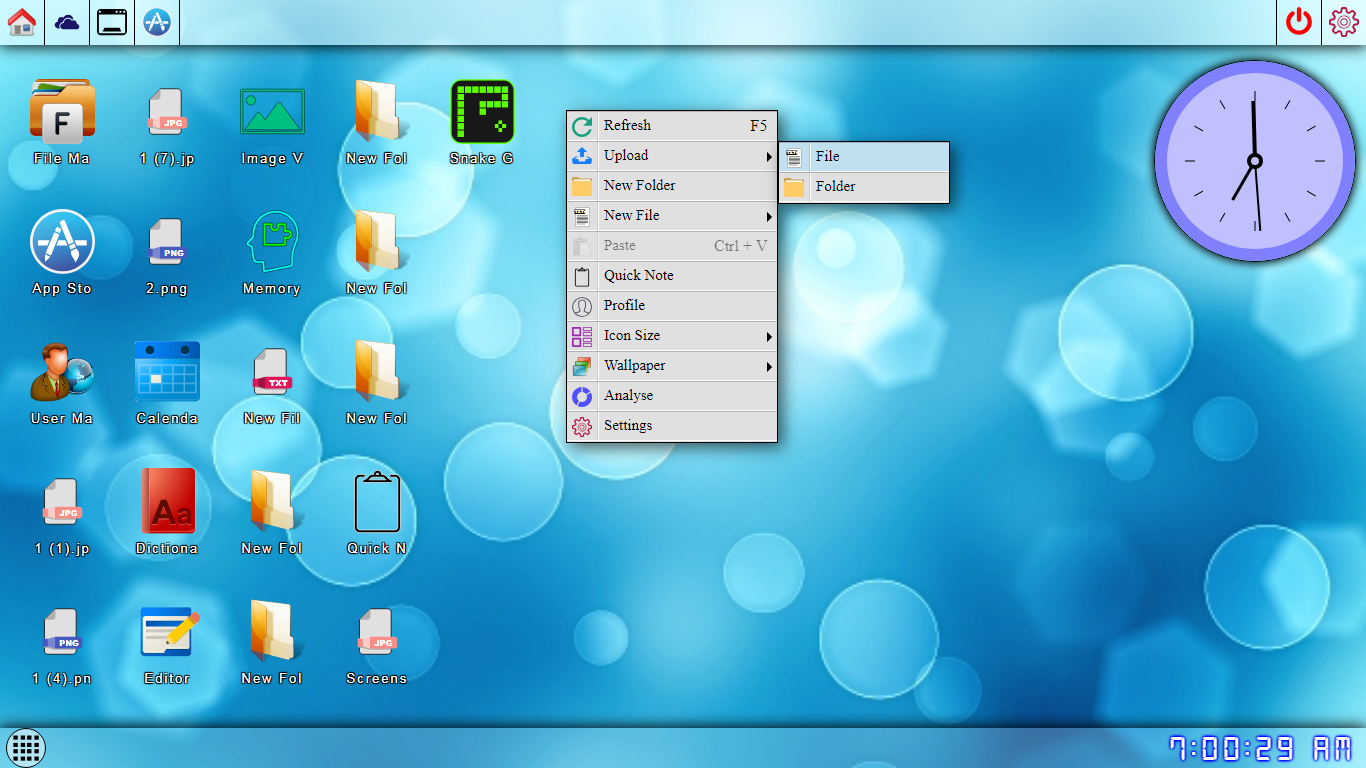 F
File Ma
1 (7).jp
JPG
Image V
New Fol
Snake G
App Sto
2.png
PNG
Memory
New Fol
User Ma
Calenda
New Fil
TXT
New Fol
1 (1).jp
JPG
Aa
Dictiona
New Fol
Quick N
1 (4).pn
PNG
Editor
New Fol
Screens
JPG
Refresh F5
Upload
New Folder
New File
Paste Ctrl + V
Quick Note
Profile
Icon Size
Wallpaper
Analyse
Settings
File
Folder
7:00:29 AM